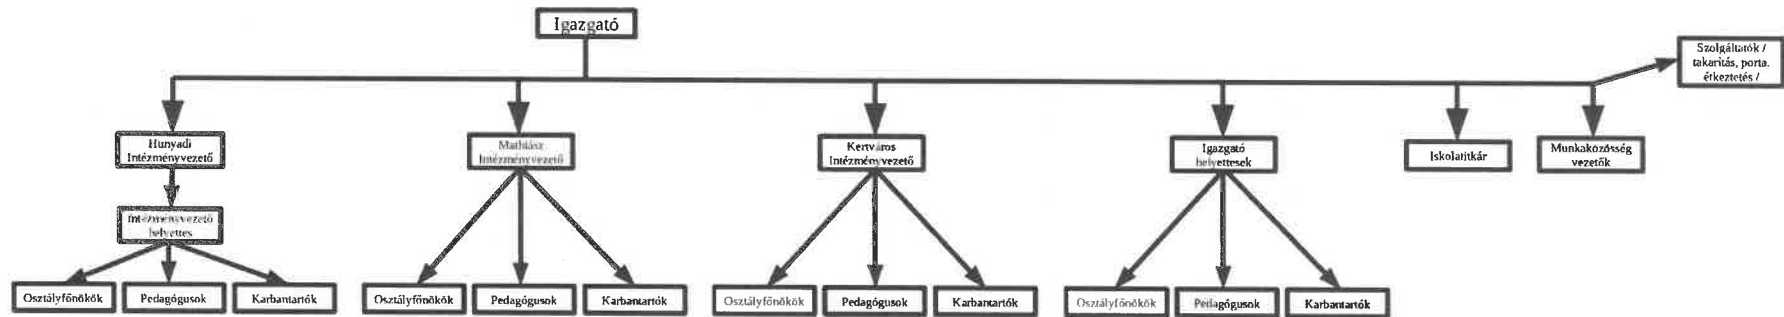 Igazgató
Szolgáltatók /
takarítás, porta,
étkeztetés /
Hunyadi
Intézményvezető
Mathiász
Intézményvezető
Kertváros
Intézményvezető
Igazgató
helyettesek
Iskolatitkár
Munkaközösség
vezetők
Intézményvezető
helyettes
Osztályfőnökök
Pedagógusok
Karbantartók
Osztályfőnökök
Pedagógusok
Karbantartók
Osztályfőnökök
Pedagógusok
Karbantartók
Osztályfőnökök
Pedagógusok
Karbantartók